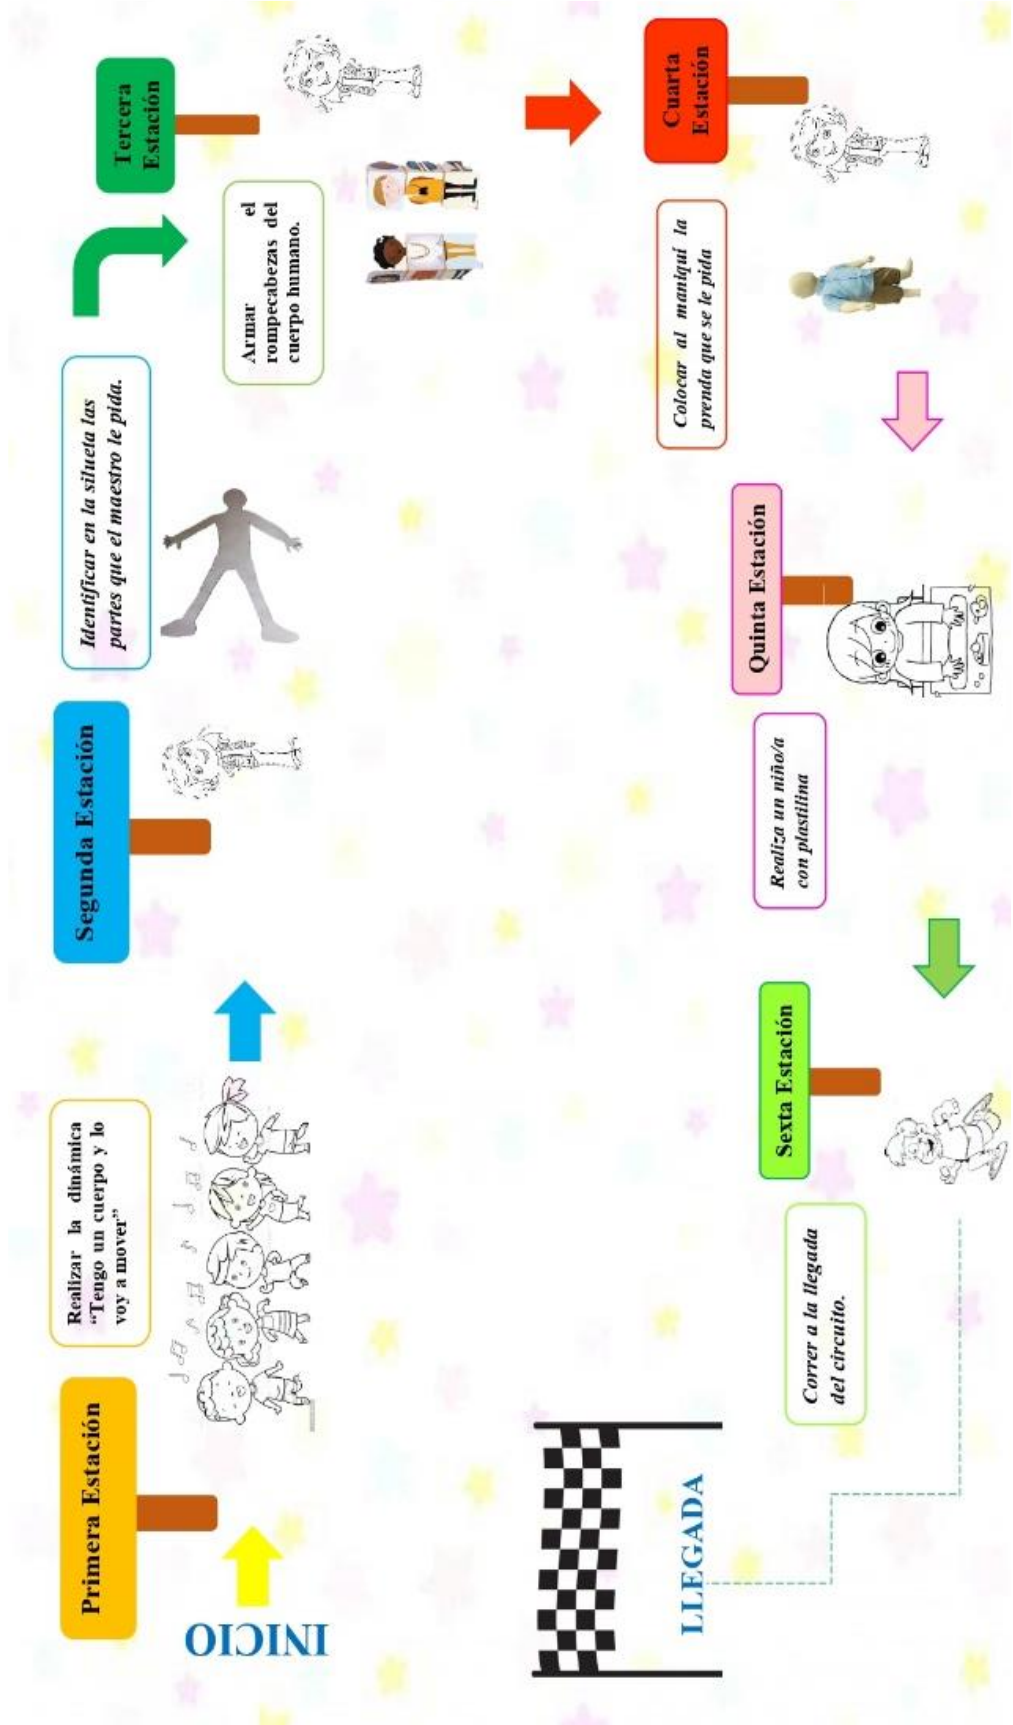 INICIO
Primera Estación
Realizar la dinámica
“Tengo un cuerpo y lo
voy a mover”
Segunda Estación
Identificar en la silueta las
partes que el maestro le pida.
Tercera
Estación
Armar el
rompecabezas del
cuerpo humano.
Cuarta
Estación
Colocar al maniquí la
prenda que se le pida
Quinta Estación
Realiza un niño/a
con plastilina
Sexta Estación
Correr a la llegada
del circuito.
LLEGADA